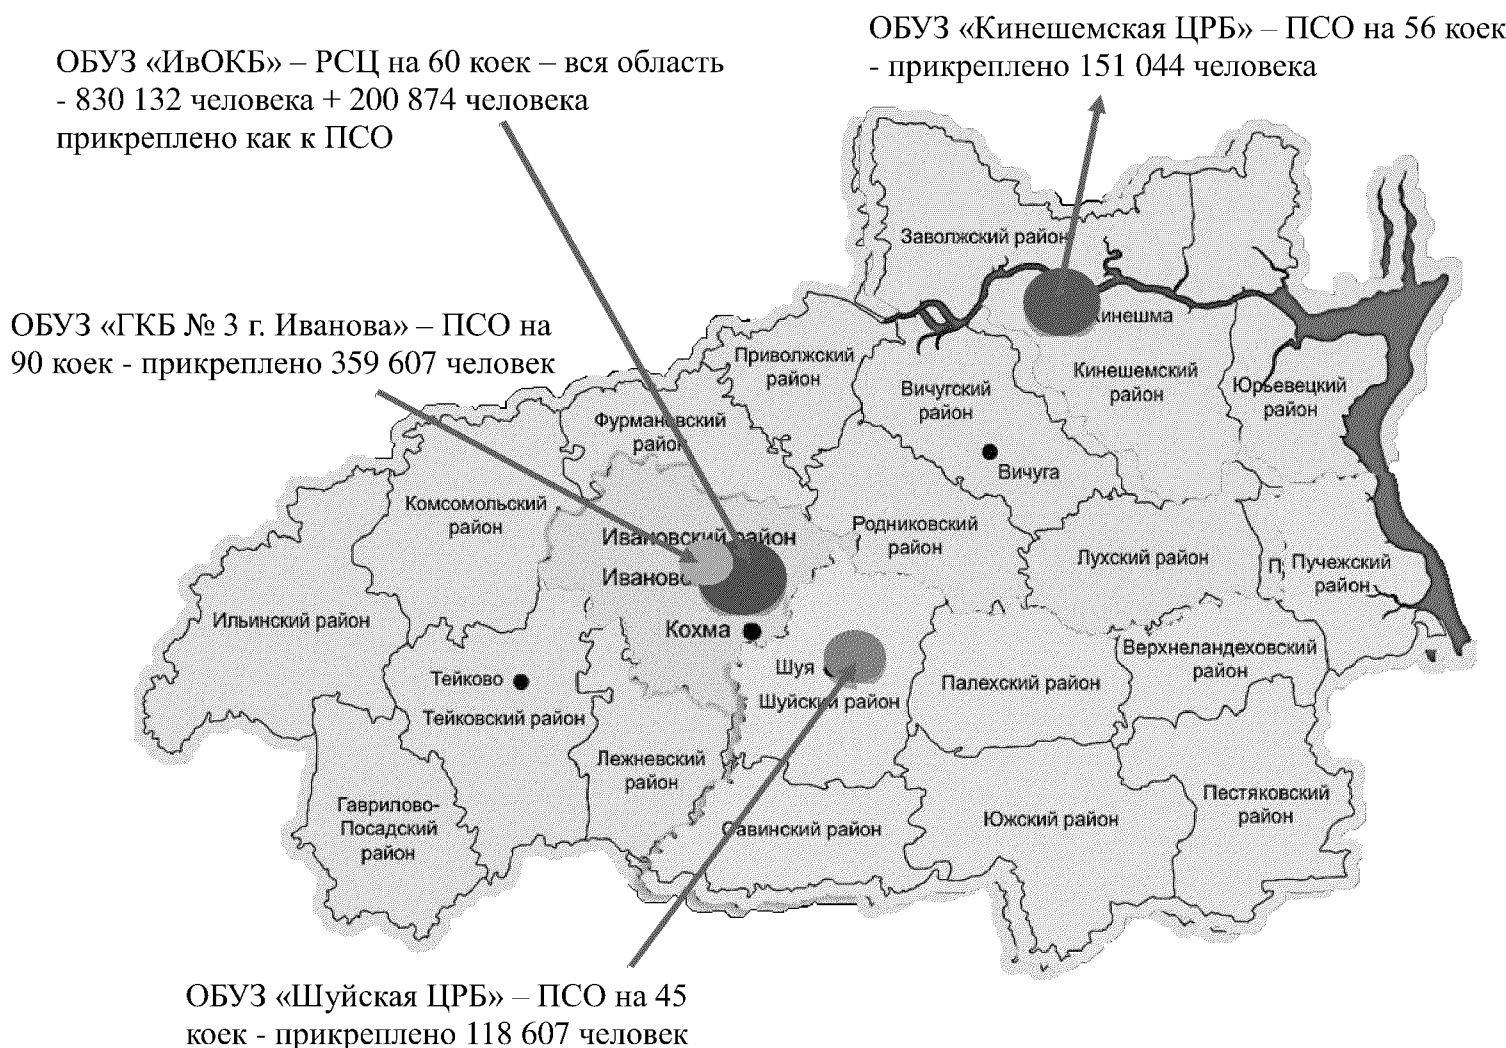 ОБУЗ «Кинешемская ЦРБ» – ПСО на 56 коек
- прикреплено 151 044 человека
ОБУЗ «ИвОКБ» – РСЦ на 60 коек – вся область
- 830 132 человека + 200 874 человека
прикреплено как к ПСО
ОБУЗ «ГКБ № 3 г. Иванова» – ПСО на
90 коек - прикреплено 359 607 человек
Заволжский район
Кинешма
Приволжский
район
Вичугский
район
Кинешемский
район
Юрьевецкий
район
Фурмановский
район
Вичуга
Комсомольский
район
Ивановский район
Родниковский
район
Лухский район
Пучежский
район
Иваново
Ильинский район
Кохма
Шуя
Шуйский район
Палехский район
Верхнеландеховский
район
Тейково
Тейковский район
Лежневский
район
Гаврилово-
Посадский
район
Савинский район
Южский район
Пестяковский
район
ОБУЗ «Шуйская ЦРБ» – ПСО на 45
коек - прикреплено 118 607 человек